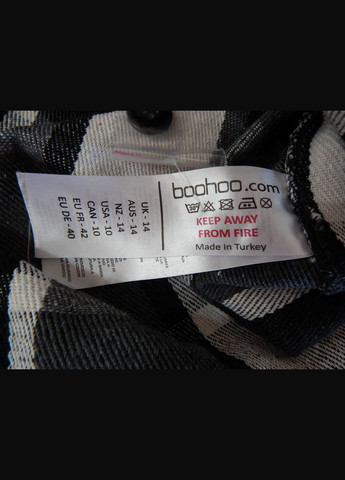 boohoo.com
KEEP AWAY
FROM FIRE
Made in Turkey
UK - 14
AUS - 14
NZ - 14
USA - 10
CAN - 10
EU FR - 42
EU DE - 40